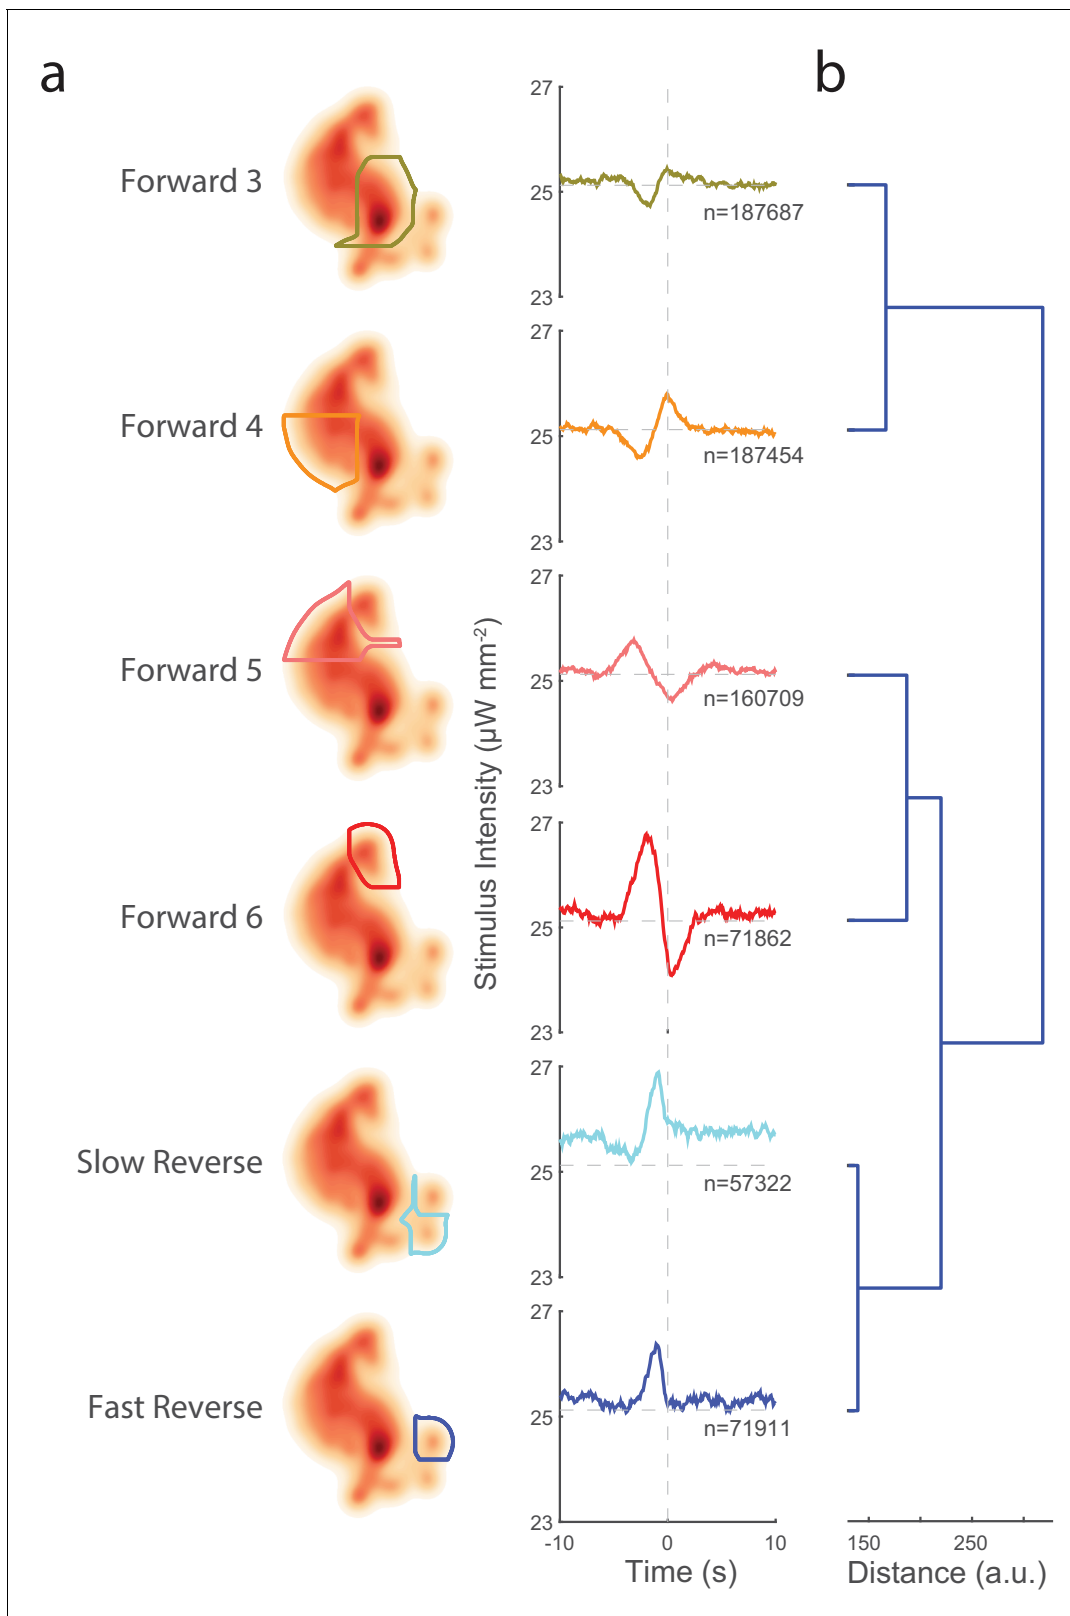 a
b
Forward 3
27
25
23
n=187687
Forward 4
27
25
23
n=187454
Forward 5
27
25
23
n=160709
Forward 6
27
25
23
n=71862
Slow Reverse
27
25
23
n=57322
Fast Reverse
27
25
23
n=71911
Stimulus Intensity (µW mm-2)
-10 0 10
Time (s)
150 250
Distance (a.u.)